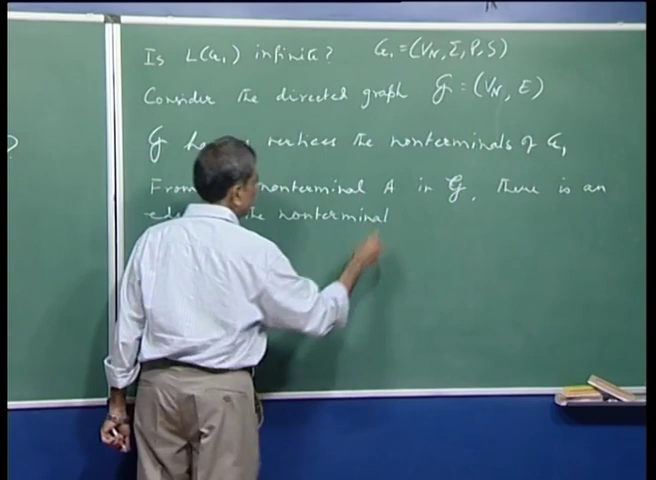 Is L(G₁) infinite? G₁ = (V_N, Σ, P, S)
Consider the directed graph G = (V_N, E)
G vertices the nonterminals of G₁
From nonterminal A in G, there is an
the nonterminal
?